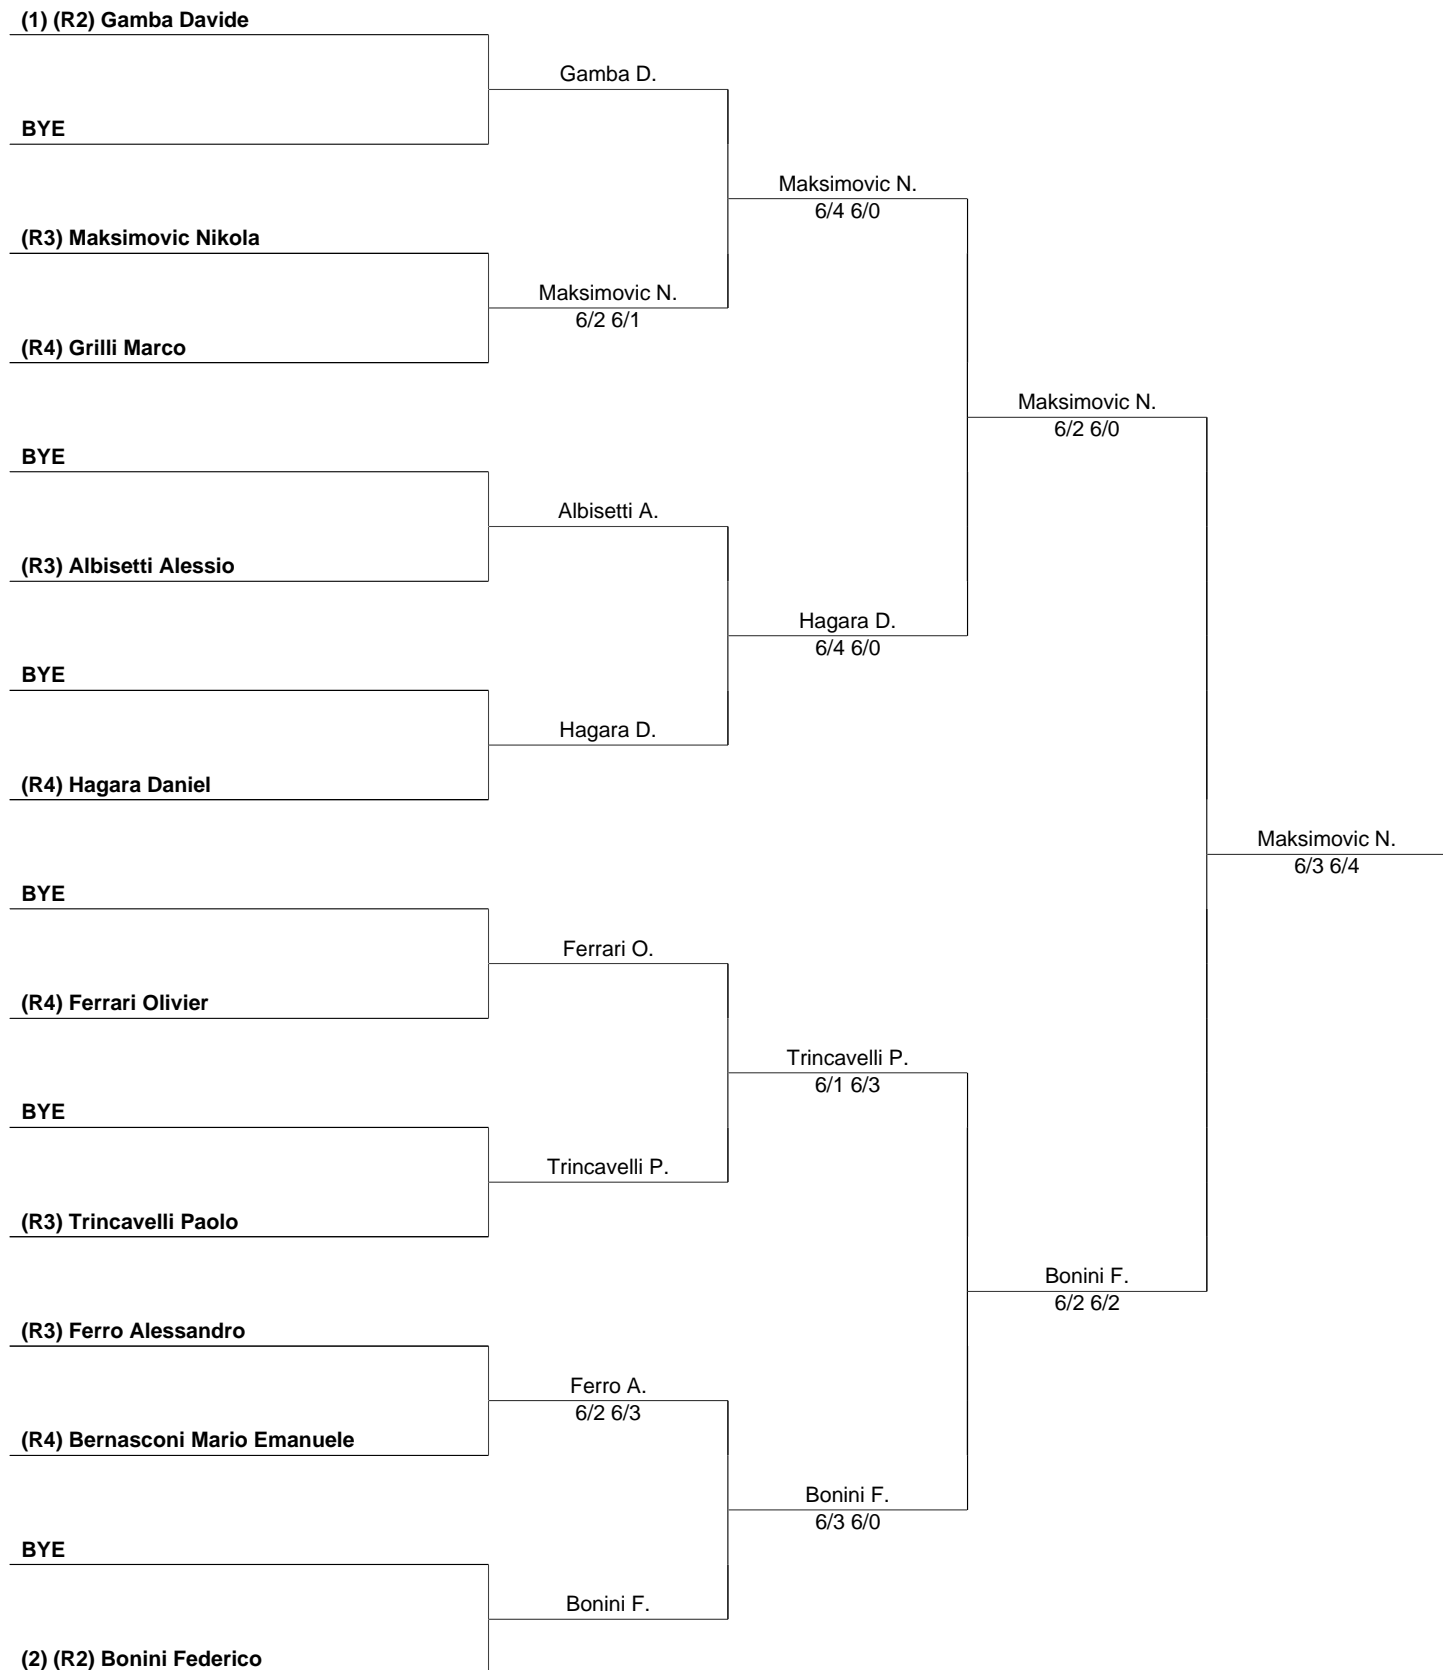 (1) (R2) Gamba Davide
Gamba D.
BYE
Maksimovic N.
6/4 6/0
(R3) Maksimovic Nikola
Maksimovic N.
6/2 6/1
(R4) Grilli Marco
Maksimovic N.
6/2 6/0
BYE
Albisetti A.
(R3) Albisetti Alessio
Hagara D.
6/4 6/0
BYE
Hagara D.
(R4) Hagara Daniel
Maksimovic N.
6/3 6/4
BYE
Ferrari O.
(R4) Ferrari Olivier
Trincavelli P.
6/1 6/3
BYE
Trincavelli P.
(R3) Trincavelli Paolo
Bonini F.
6/2 6/2
(R3) Ferro Alessandro
Ferro A.
6/2 6/3
(R4) Bernasconi Mario Emanuele
Bonini F.
6/3 6/0
BYE
Bonini F.
(2) (R2) Bonini Federico